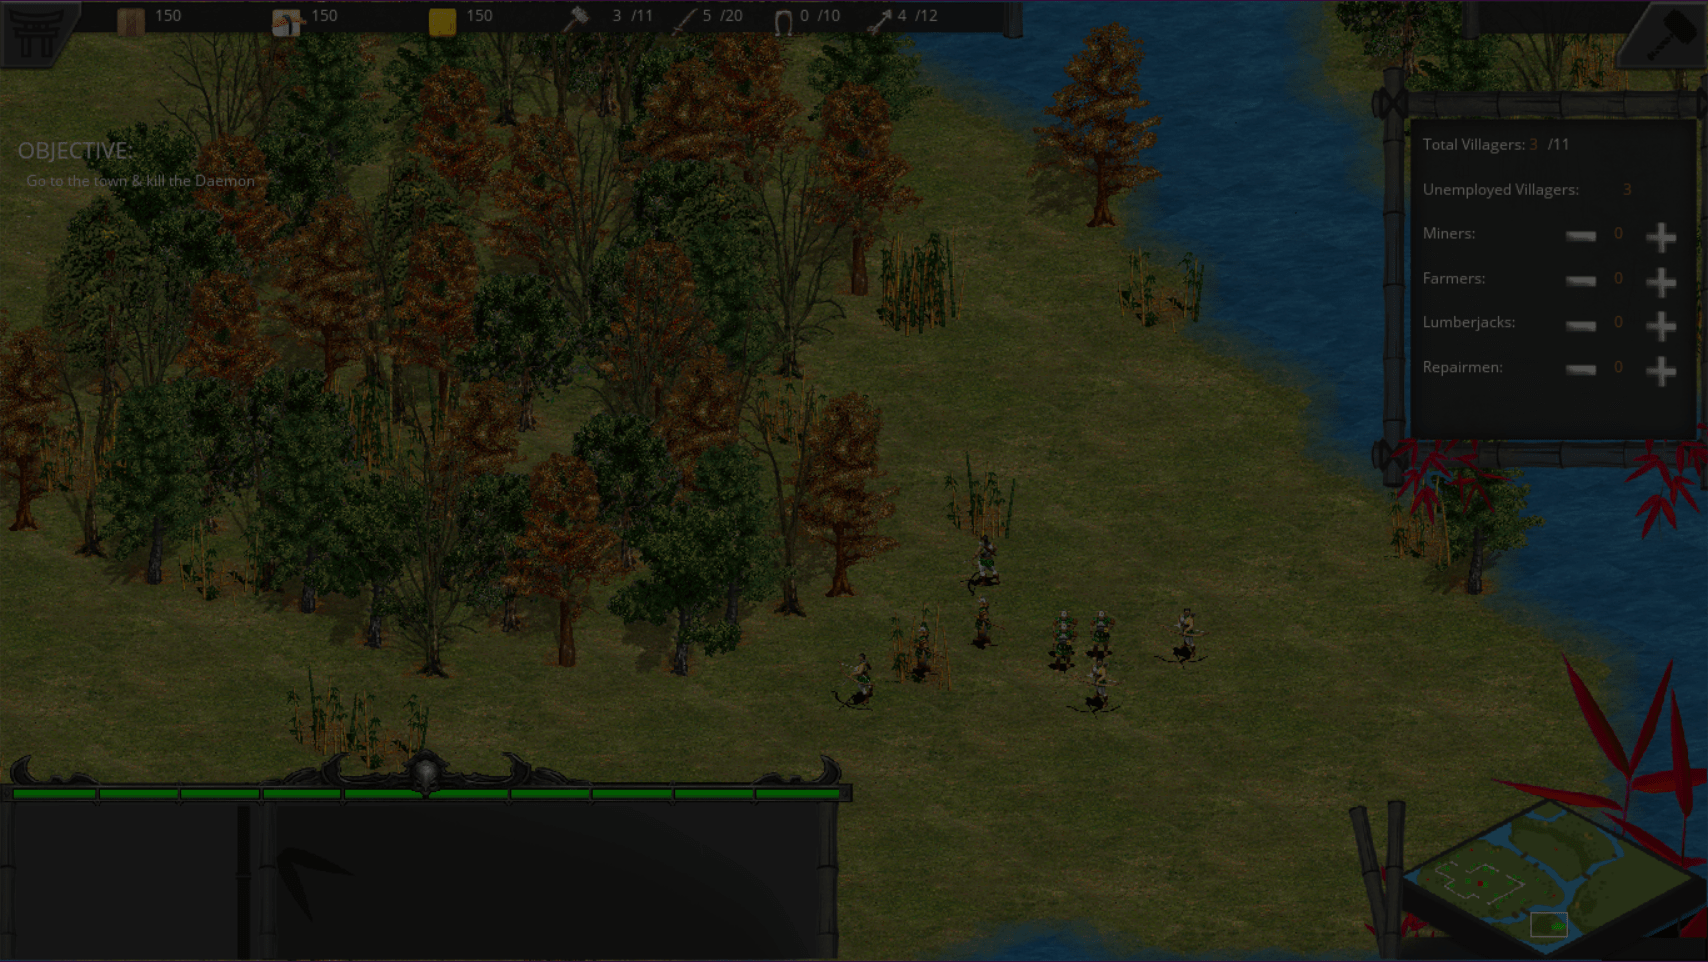 150 150 150 3 /11 5 /20 0 /10 4 /12
OBJECTIVE:
Go to the town & kill the Daemon
Total Villagers: 3 /11
Unemployed Villagers: 3
Miners: 0
Farmers: 0
Lumberjacks: 0
Repairmen: 0